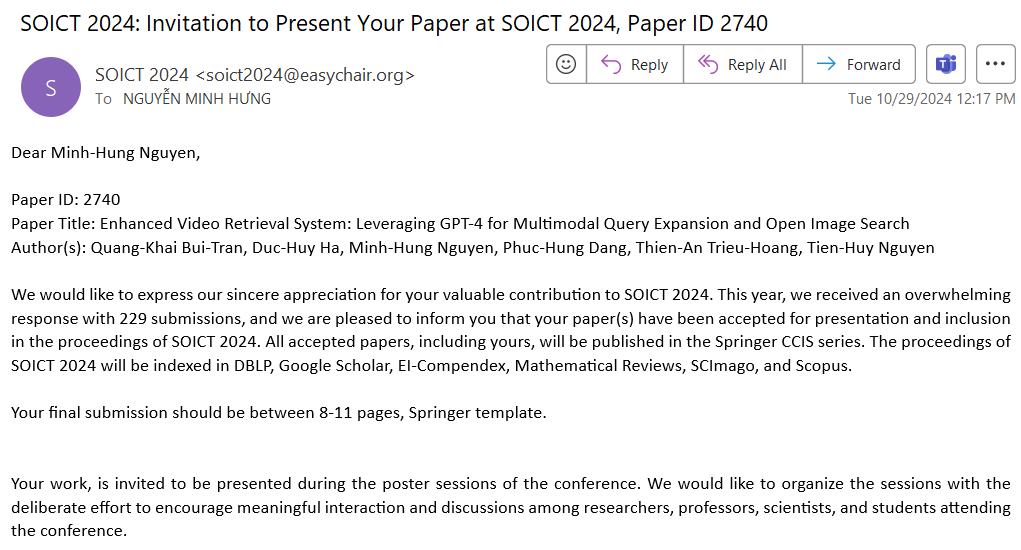 SOICT 2024: Invitation to Present Your Paper at SOICT 2024, Paper ID 2740
S
SOICT 2024 <soict2024@easychair.org>
To NGUYỄN MINH HƯNG
Reply
Reply All
Forward
Tue 10/29/2024 12:17 PM
Dear Minh-Hung Nguyen,
Paper ID: 2740
Paper Title: Enhanced Video Retrieval System: Leveraging GPT-4 for Multimodal Query Expansion and Open Image Search
Author(s): Quang-Khai Bui-Tran, Duc-Huy Ha, Minh-Hung Nguyen, Phuc-Hung Dang, Thien-An Trieu-Hoang, Tien-Huy Nguyen
We would like to express our sincere appreciation for your valuable contribution to SOICT 2024. This year, we received an overwhelming
response with 229 submissions, and we are pleased to inform you that your paper(s) have been accepted for presentation and inclusion
in the proceedings of SOICT 2024. All accepted papers, including yours, will be published in the Springer CCIS series. The proceedings of
SOICT 2024 will be indexed in DBLP, Google Scholar, EI-Compendex, Mathematical Reviews, SCImago, and Scopus.
Your final submission should be between 8-11 pages, Springer template.
Your work, is invited to be presented during the poster sessions of the conference. We would like to organize the sessions with the
deliberate effort to encourage meaningful interaction and discussions among researchers, professors, scientists, and students attending
the conference.